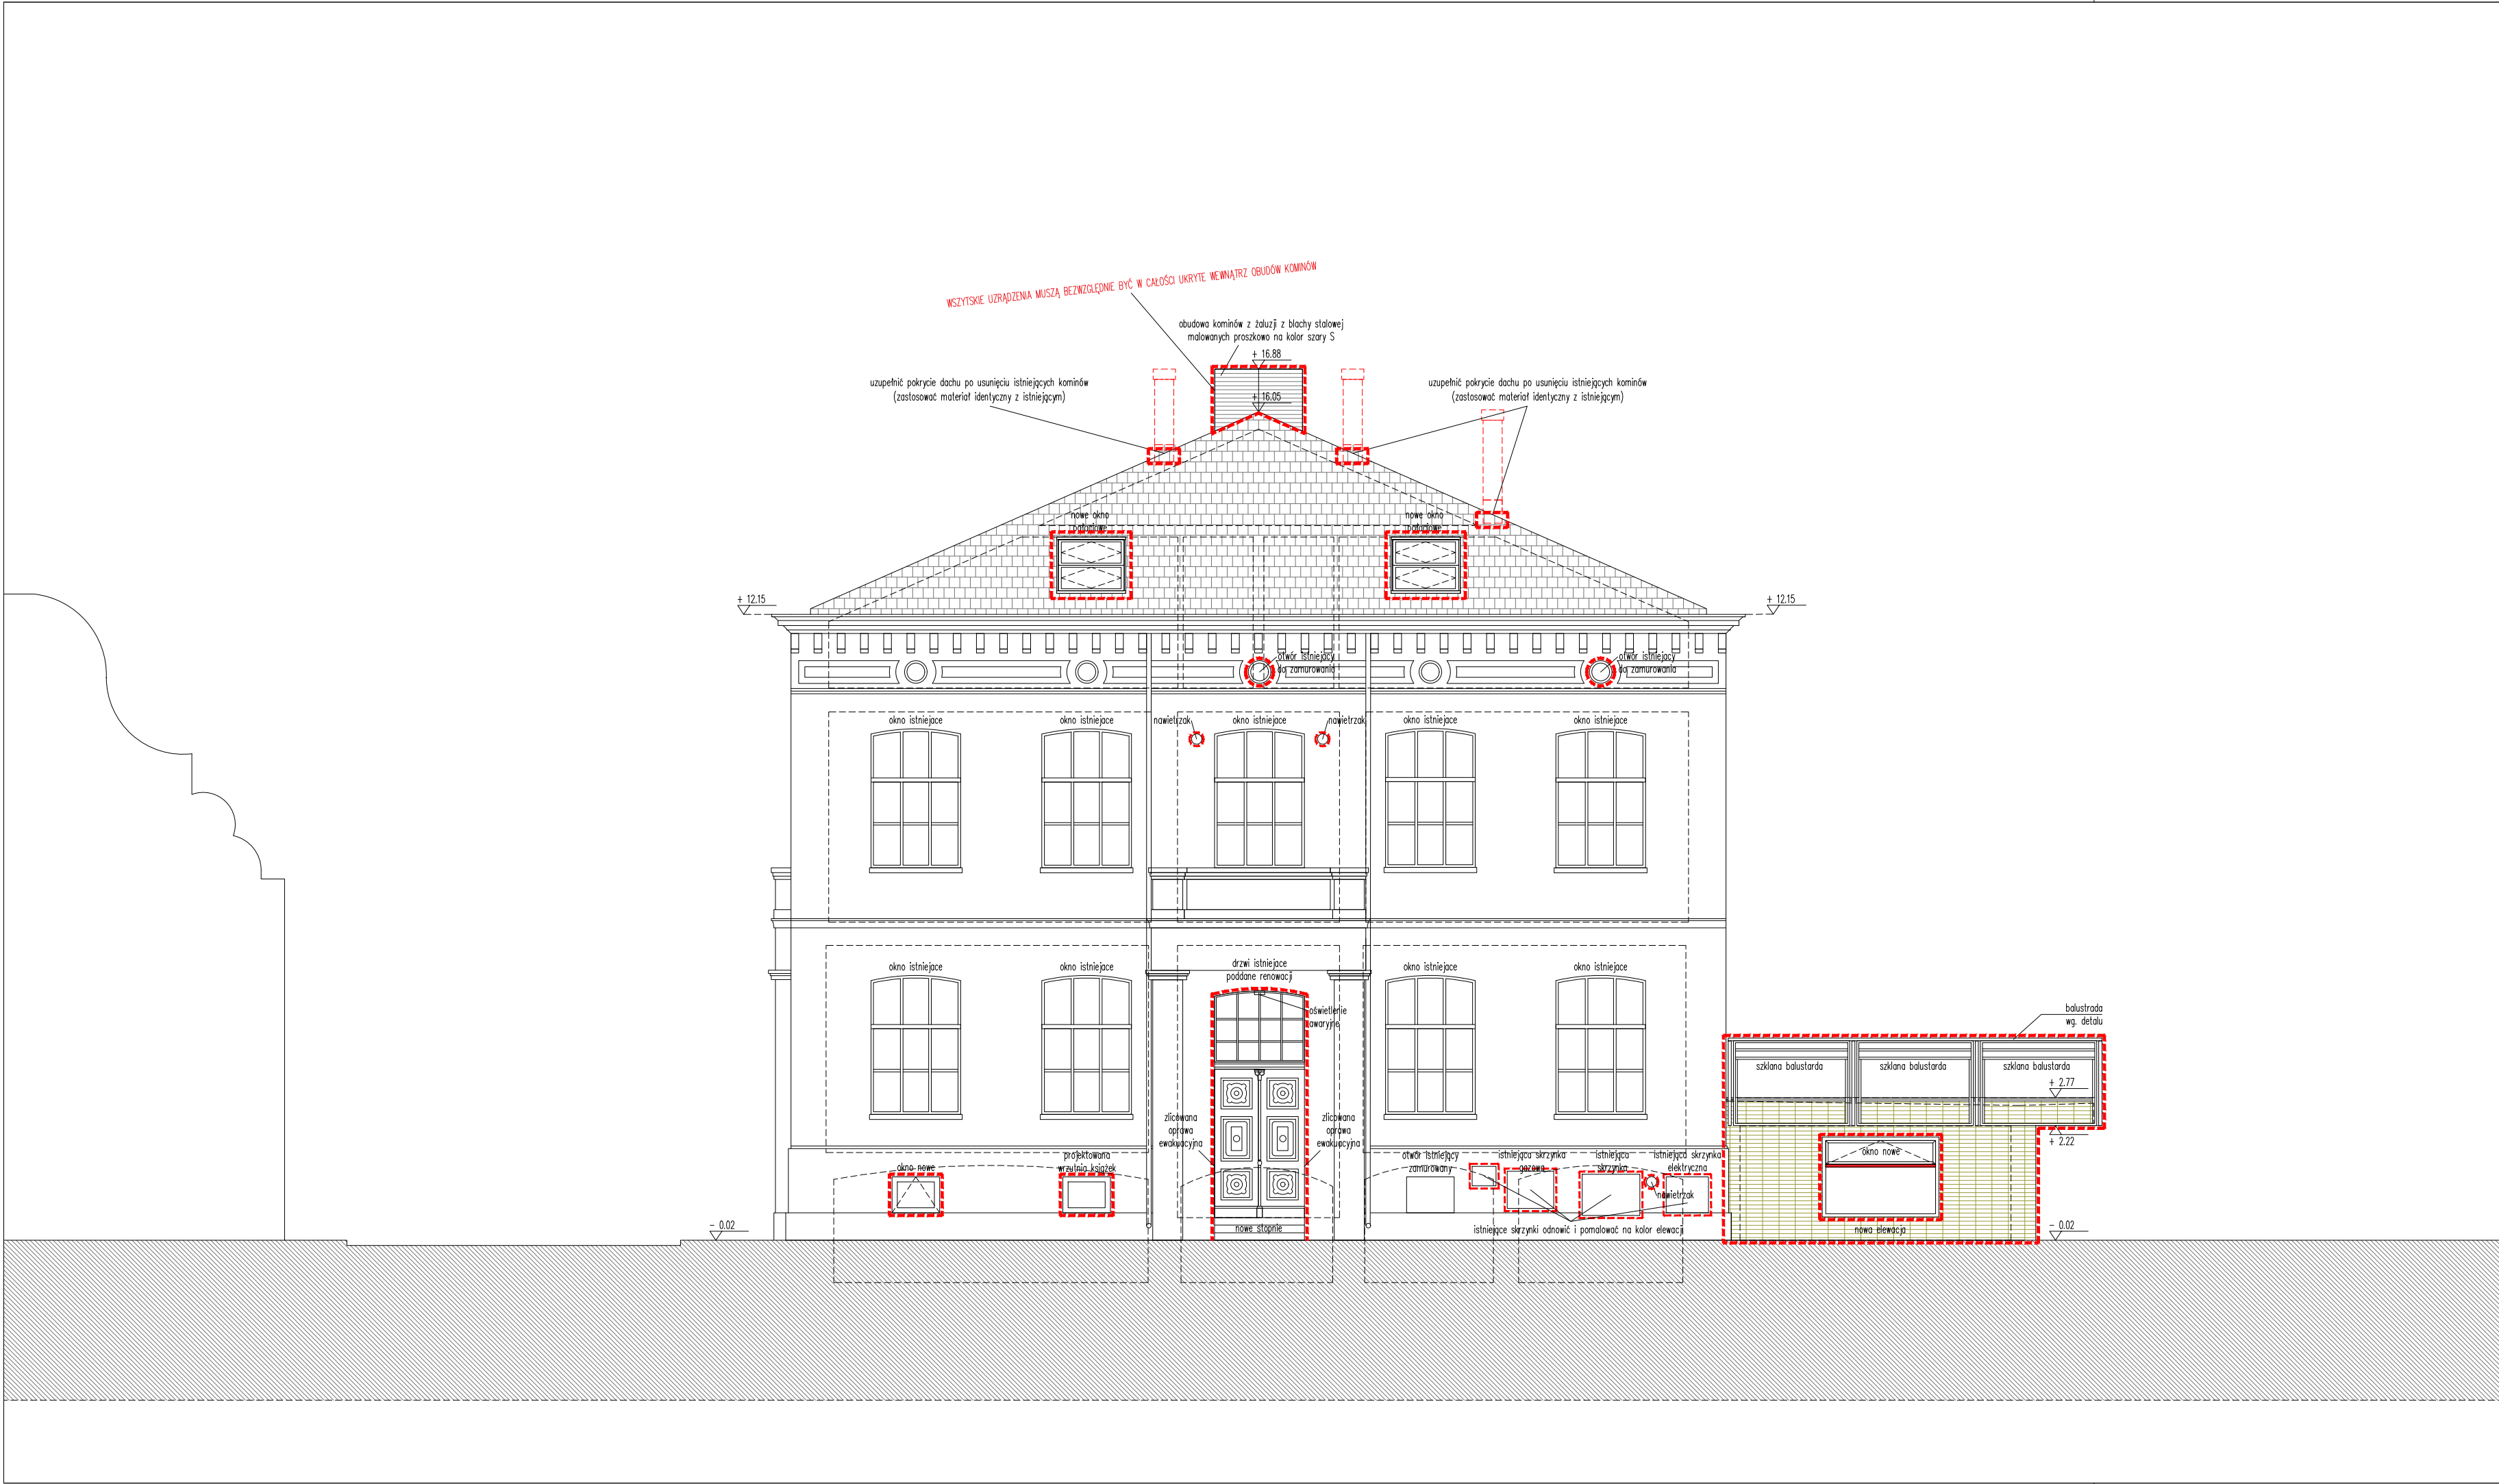 WSZYTSKIE UZRĄDZENIA MUSZĄ BEZWZGLĘDNIE BYĆ W CAŁOŚCI UKRYTE WEWNĄTRZ OBUDÓW KOMINÓW
obudowa kominów z żaluzji z blachy stalowej
malowanych proszkowo na kolor szary S
+ 16.88
uzupełnić pokrycie dachu po usunięciu istniejących kominów
(zastosować materiał identyczny z istniejącym)
+ 16.05
uzupełnić pokrycie dachu po usunięciu istniejących kominów
(zastosować materiał identyczny z istniejącym)
nowe okno
połaciowe
nowe okno
połaciowe
+ 12.15
+ 12.15
otwór istniejący
do zamurowania
otwór istniejący
do zamurowania
okno istniejace
okno istniejace
nawietrzak
okno istniejace
nawietrzak
okno istniejace
okno istniejace
okno istniejace
okno istniejace
drzwi istniejace
poddane renowacji
okno istniejace
okno istniejace
oświetlenie
awaryjne
balustrada
wg. detalu
szklana balustarda
szklana balustarda
szklana balustarda
+ 2.77
zlicowana
oprawa
ewakuacyjna
zlicowana
oprawa
ewakuacyjna
+ 2.22
okno nowe
projektowana
wrzutnia książek
otwór istniejący
zamurowany
istniejąca skrzynka
gazowa
istniejąca
skrzynka
istniejąca skrzynka
elektryczna
nawietrzak
okno nowe
- 0.02
nowe stopnie
istniejące skrzynki odnowić i pomalować na kolor elewacji
nowa elewacja
- 0.02